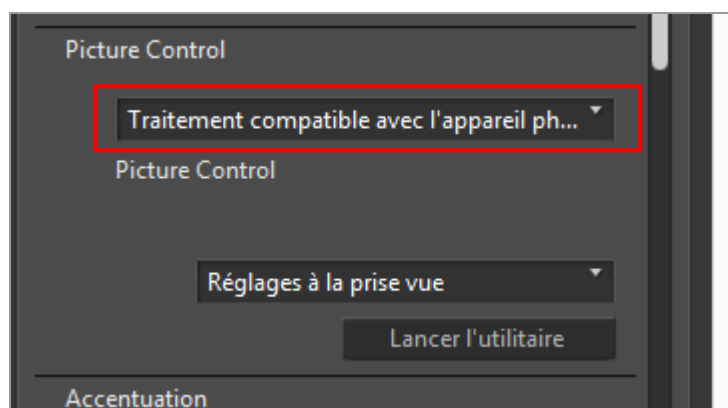 Picture Control
Traitement compatible avec l'appareil ph...
Picture Control
Réglages à la prise vue
Lancer l'utilitaire
Accentuation